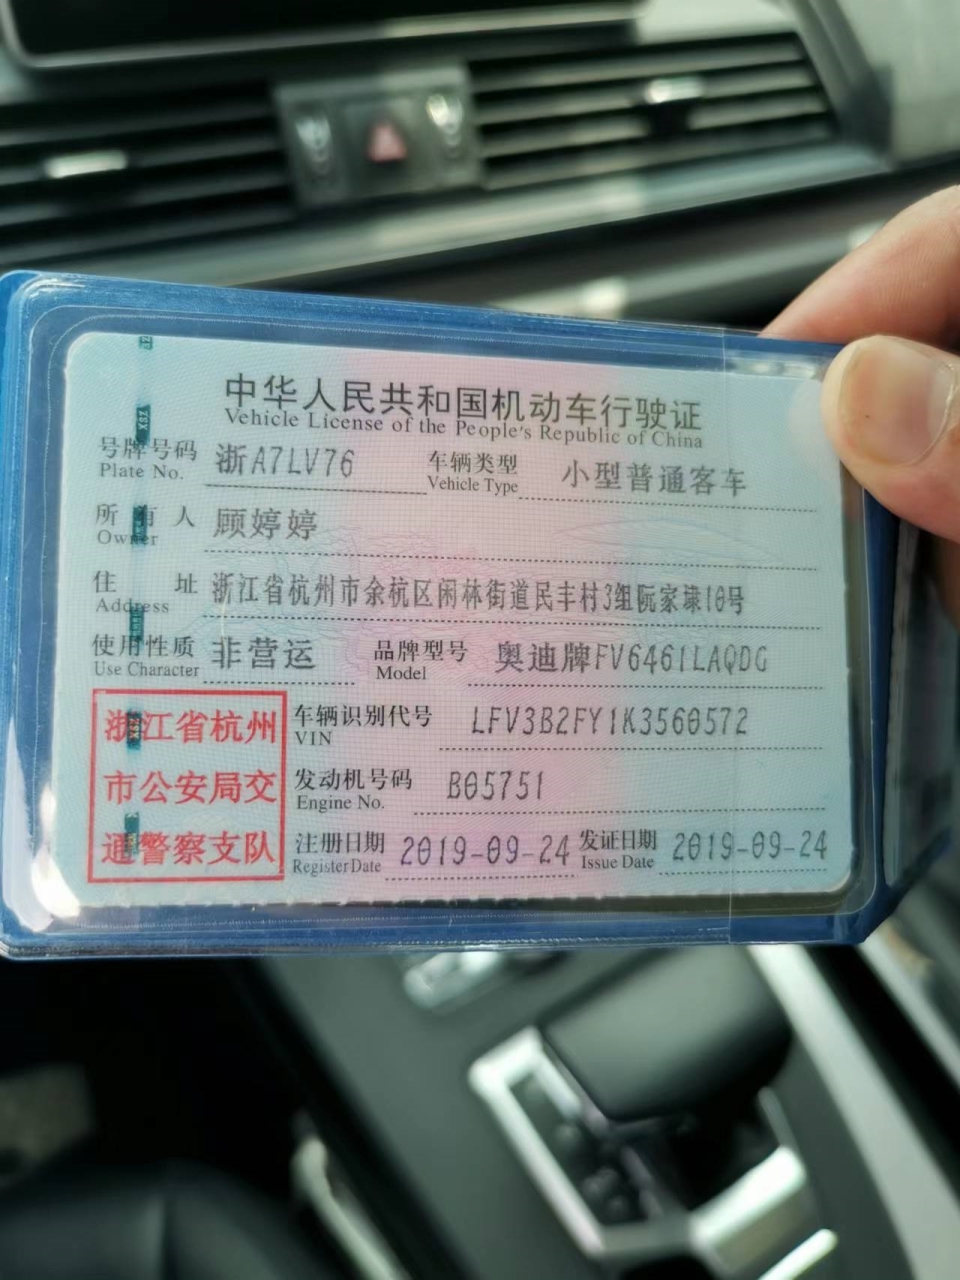 中华人民共和国机动车行驶证
Vehicle License of the People's Republic of China
号牌号码 浙A7LV76 车辆类型 小型普通客车
Plate No. Vehicle Type
所有人 顾婷婷
Owner
住址 浙江省杭州市余杭区闲林街道民丰村3组阮家埭10号
Address
使用性质 非营运 品牌型号 奥迪牌FV6461LAQDG
Use Character Model
浙江省杭州
市公安局交
通警察支队
车辆识别代号 LFV3B2FY1K3560572
VIN
发动机号码 B05751
Engine No.
注册日期 2019-09-24 发证日期 2019-09-24
Register Date Issue Date
XSZ